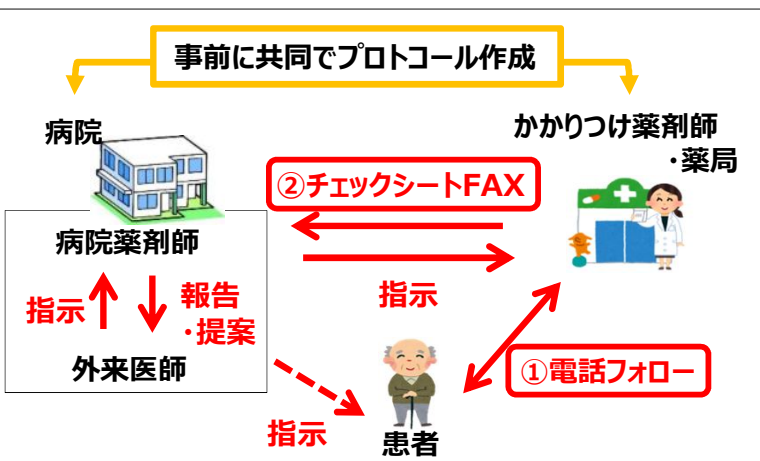 事前に共同でプロトコール作成
病院
かかりつけ薬剤師
・薬局
②チェックシートFAX
病院薬剤師
指示
報告
・提案
指示
外来医師
①電話フォロー
指示
患者